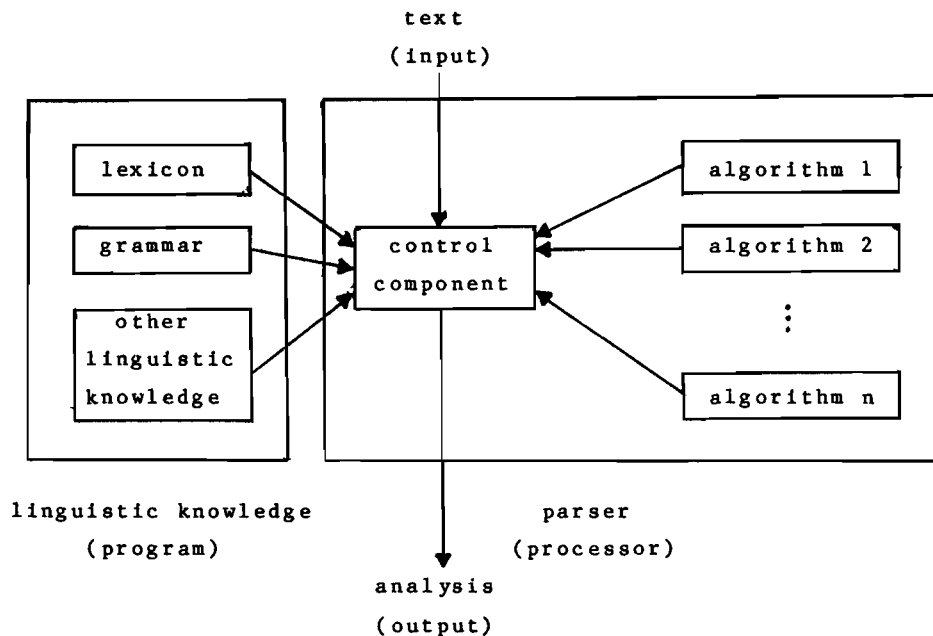 text
(input)
lexicon
grammar
other
linguistic
knowledge
control
component
algorithm 1
algorithm 2
⋮
algorithm n
linguistic knowledge
(program)
parser
(processor)
analysis
(output)